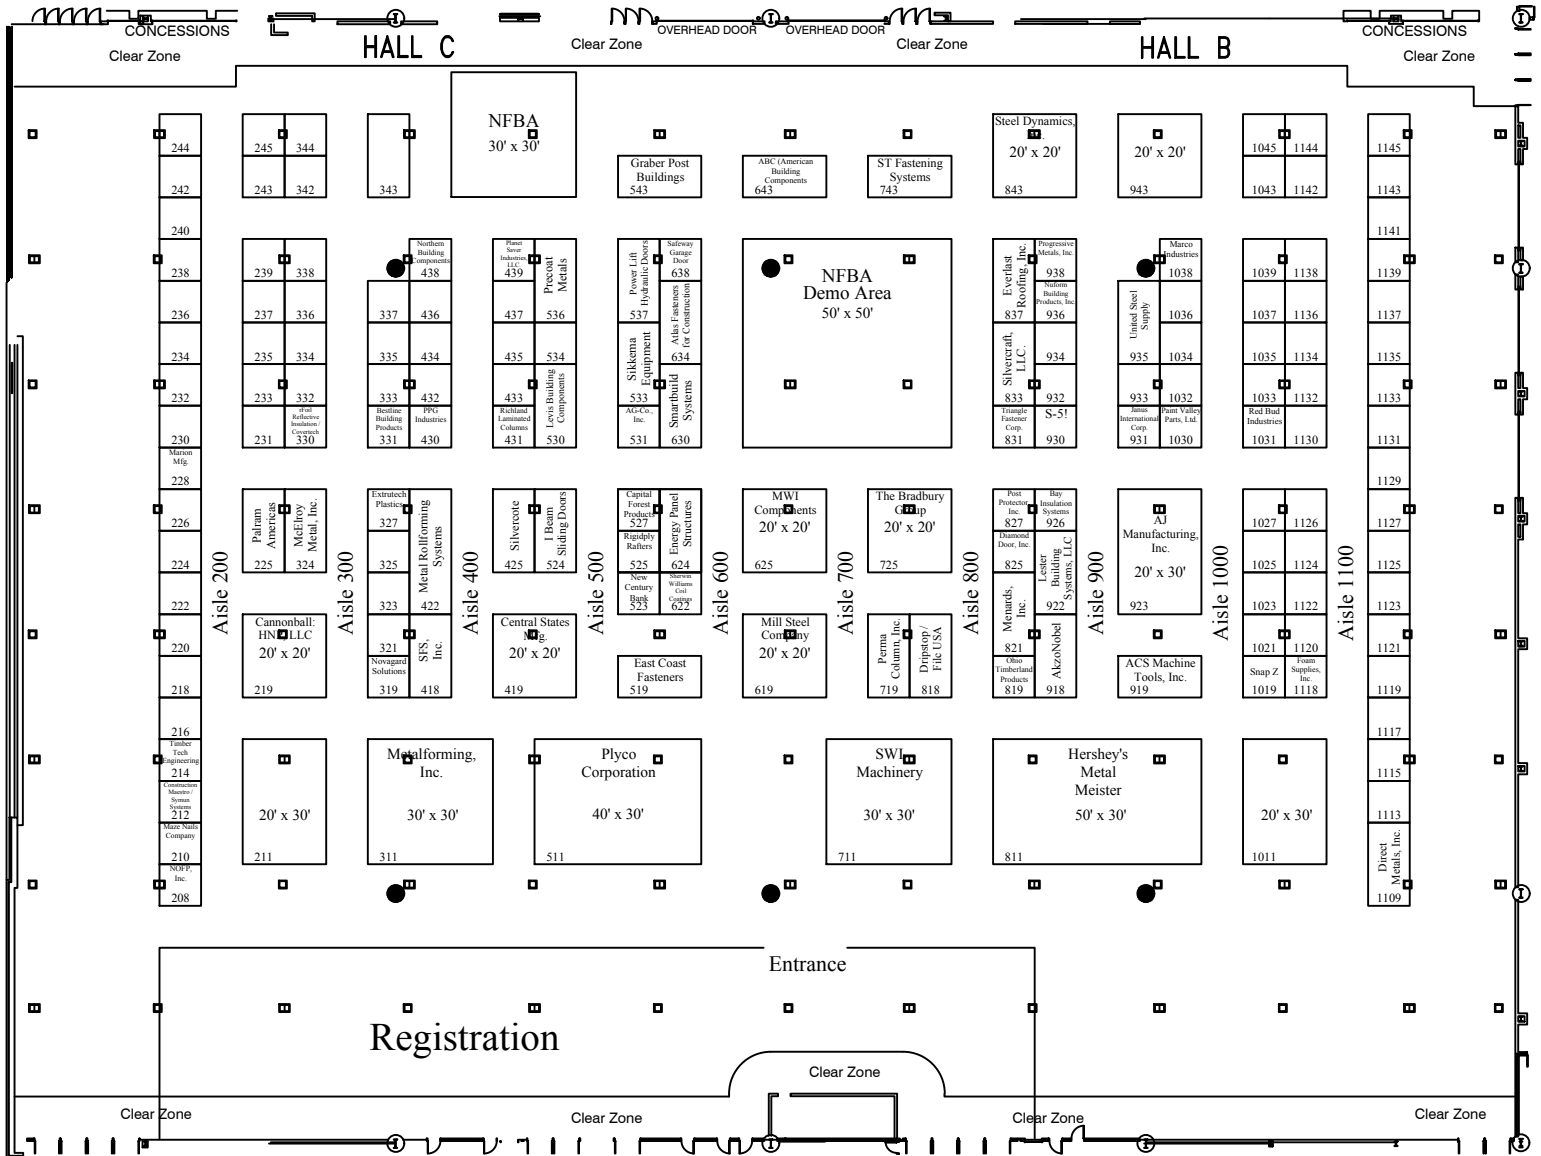 CONCESSIONS
Clear Zone
HALL C
Clear Zone
OVERHEAD DOOR
OVERHEAD DOOR
Clear Zone
HALL B
CONCESSIONS
Clear Zone
NFBA
30' x 30'
244
245
344
343
242
243
342
240
Graber Post
Buildings
543
ABC (American
Building
Components
643
ST Fastening
Systems
743
Steel Dynamics,
20' x 20'
843
20' x 20'
943
1045
1144
1043
1142
1145
1143
1141
238
239
338
Northern
Building
Components
438
Planet
Saver
Industries,
LLC
439
Precoat
Metals
536
Power Lift
Hydraulic Doors
537
Safeway
Garage
Door
638
Atlas Fasteners
for Construction
634
NFBA
Demo Area
50' x 50'
Everlast
Roofing, Inc.
837
Progressive
Metals, Inc.
938
Nuform
Building
Products, Inc.
936
Marco
Industries
1038
United Steel
Supply
935
1036
1039
1138
1139
236
237
336
337
436
437
1037
1136
1137
234
235
334
335
434
435
534
Sikkema
Equipment
533
Silvercraft,
LLC.
833
934
1034
1035
1134
1135
232
233
332
333
432
433
Levis Building
Components
530
Smartbuild
Systems
630
932
933
1032
1033
1132
1133
230
231
rFoil
Reflective
Insulation /
Covertech
330
Bestline
Building
Products
331
PPG
Industries
430
Richland
Laminated
Columns
431
AG-Co.,
Inc.
531
Triangle
Fastener
Corp.
831
S-5!
930
Janus
International
Corp.
931
Paint Valley
Parts, Ltd.
1030
Red Bud
Industries
1031
1130
1131
Marion
Mfg.
228
1129
226
Palram
Americas
225
McElroy
Metal, Inc.
324
Extrutech
Plastics
327
Metal Rollforming
Systems
422
Silvercote
425
I Beam
Sliding Doors
524
Capital
Forest
Products
527
Energy Panel
Structures
624
MWI
Components
20' x 20'
625
The Bradbury
Group
20' x 20'
725
Post
Protector,
Inc.
827
Bay
Insulation
Systems
926
AJ
Manufacturing,
Inc.
20' x 30'
923
1027
1126
1127
224
325
Rigidply
Rafters
525
Diamond
Door, Inc.
825
Lester
Building
Systems, LLC
922
1025
1124
1125
222
323
New
Century
Bank
523
Sherwin
Williams
Coil
Coatings
622
Menards,
Inc.
821
1023
1122
1123
Aisle 200
Aisle 300
Aisle 400
Aisle 500
Aisle 600
Aisle 700
Aisle 800
Aisle 900
Aisle 1000
Aisle 1100
220
Cannonball:
HNP, LLC
20' x 20'
219
321
SFS,
Inc.
418
Central States
Mfg.
20' x 20'
419
Mill Steel
Company
20' x 20'
619
Perma
Column, Inc.
719
Dripstop /
Filc USA
818
AkzoNobel
918
1021
1120
1121
218
Novagard
Solutions
319
East Coast
Fasteners
519
Ohio
Timberland
Products
819
ACS Machine
Tools, Inc.
919
Snap Z
1019
Foam
Supplies,
Inc.
1118
1119
216
1117
Timber
Tech
Engineering
214
Construction
Maestro /
Symun
Systems
212
Maze Nails
Company
210
NOFP,
Inc.
208
20' x 30'
211
Metalforming,
Inc.
30' x 30'
311
Plyco
Corporation
40' x 30'
511
SWI
Machinery
30' x 30'
711
Hershey's
Metal
Meister
50' x 30'
811
20' x 30'
1011
1115
1113
Direct
Metals, Inc.
1109
Entrance
Registration
Clear Zone
Clear Zone
Clear Zone
Clear Zone
Clear Zone